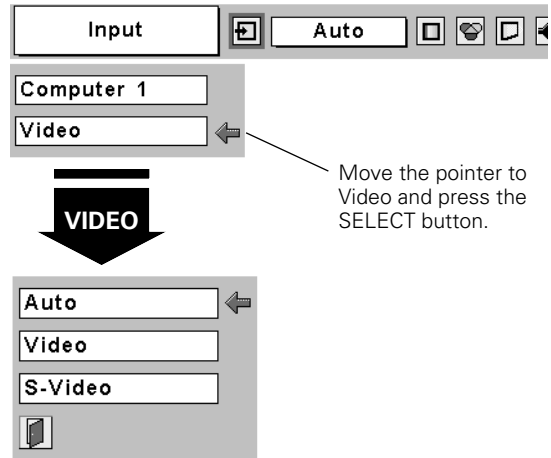 Input
Auto
Computer 1
Video
Move the pointer to
Video and press the
SELECT button.
VIDEO
Auto
Video
S-Video